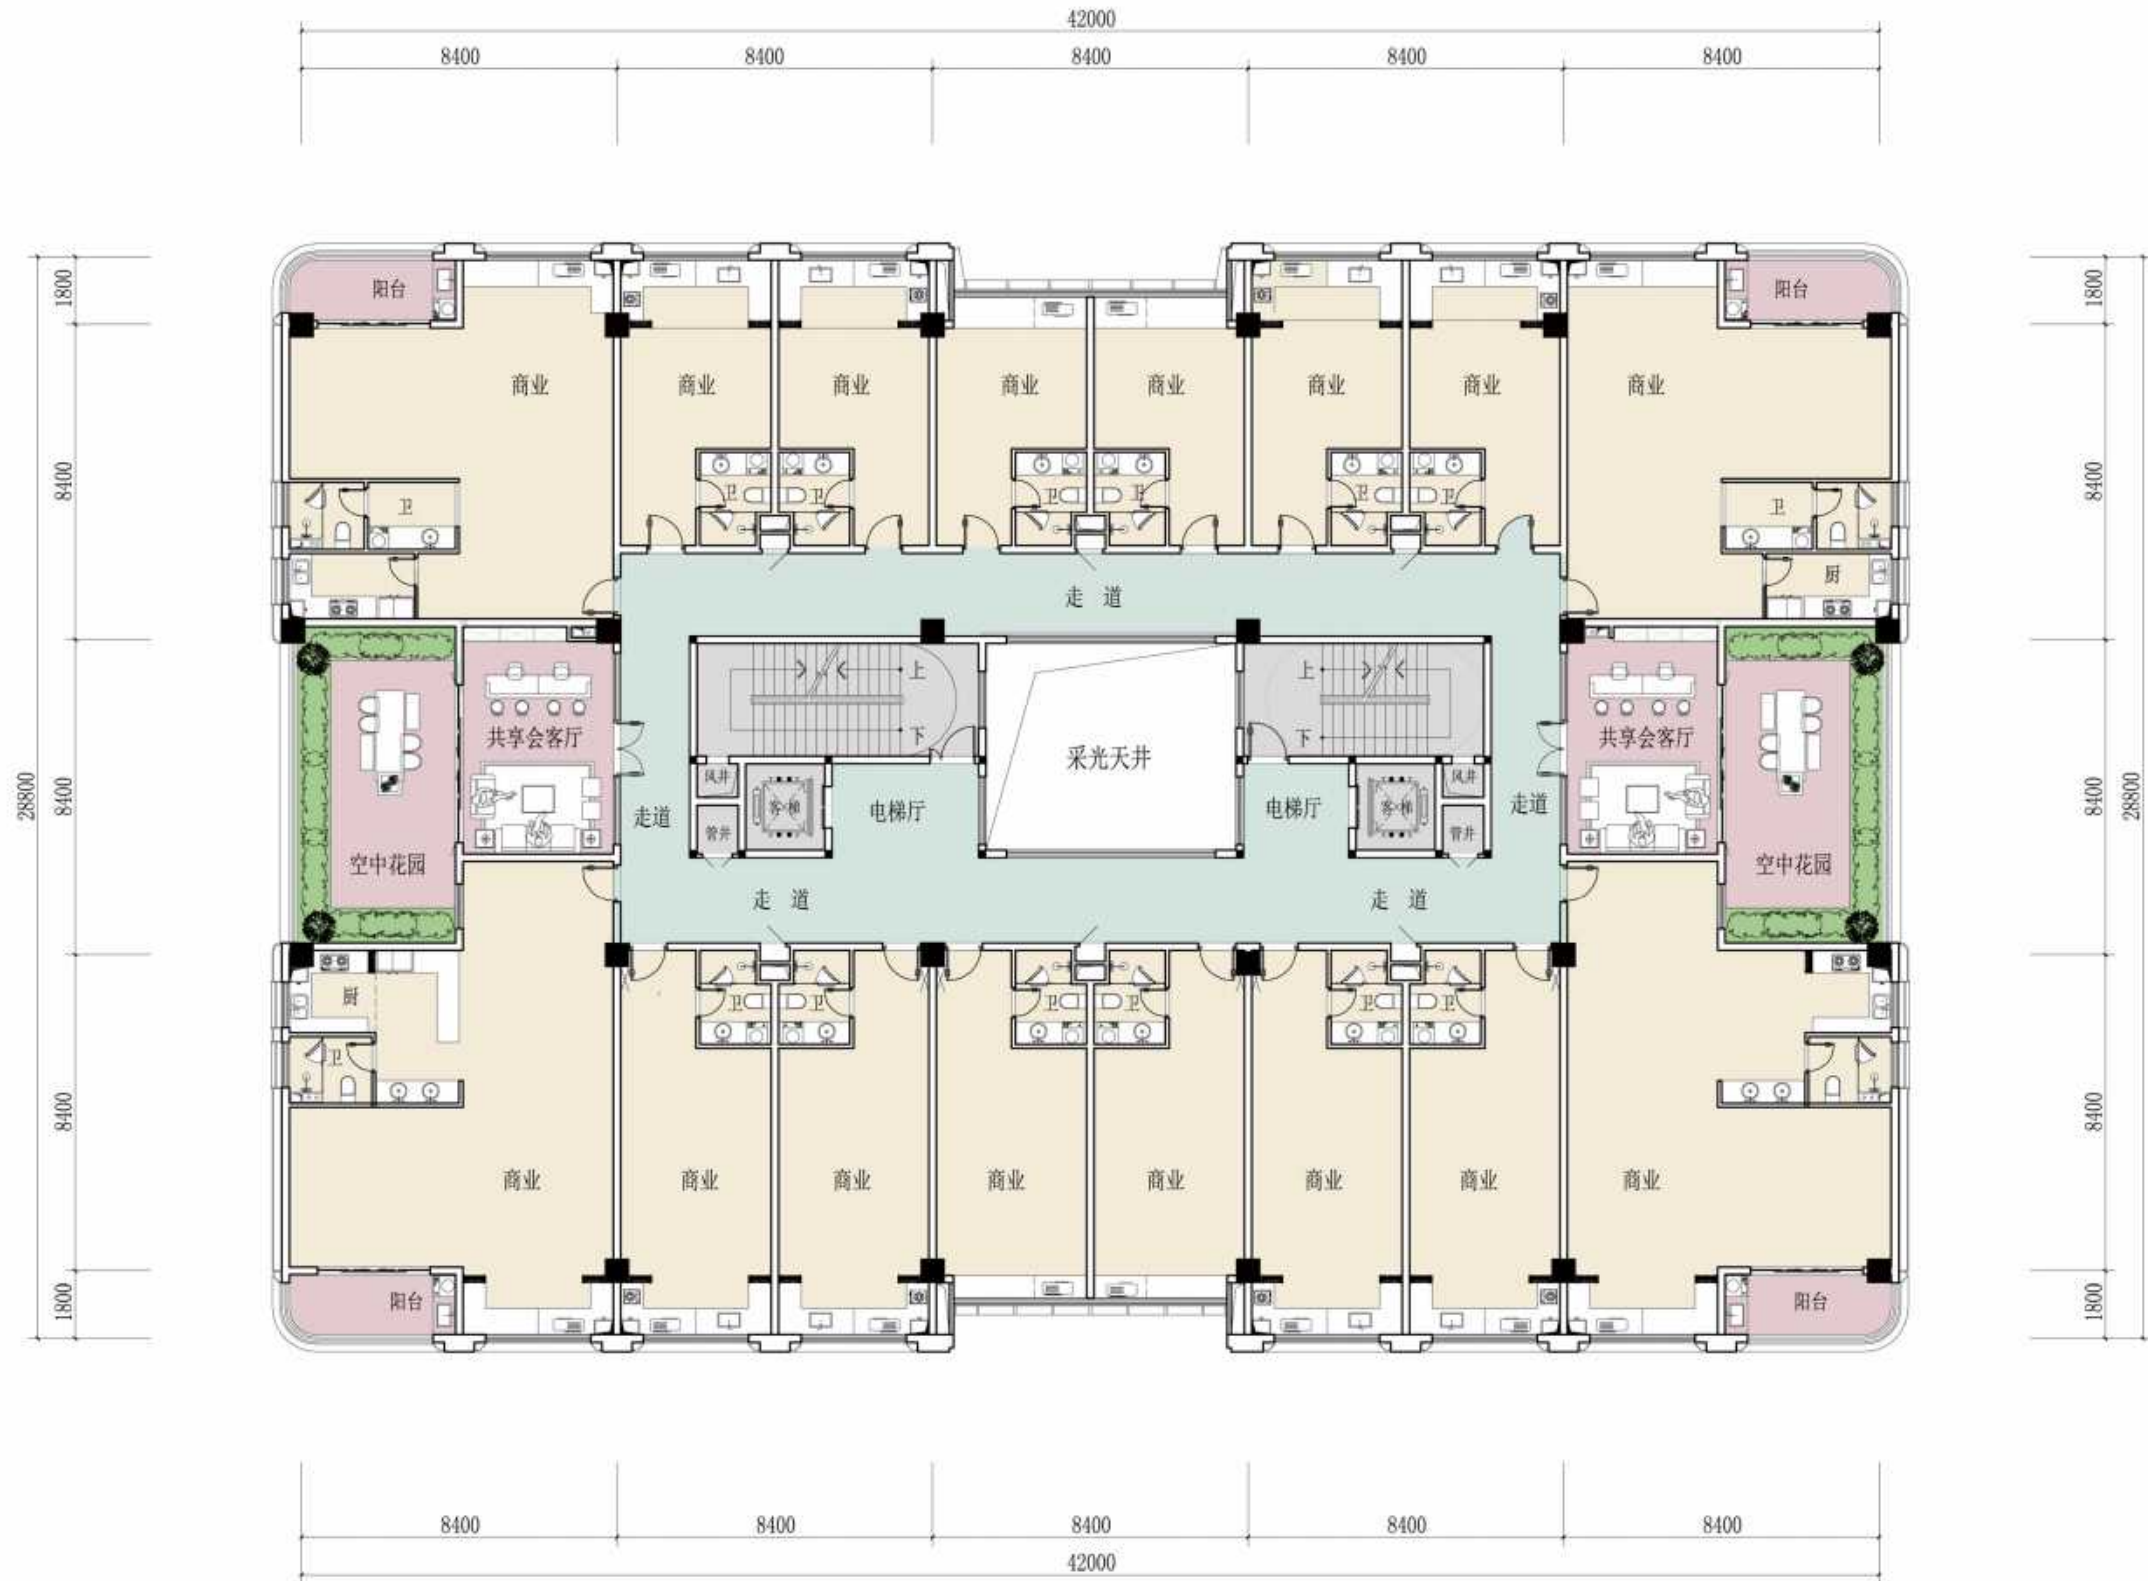 42000
8400 8400 8400 8400 8400
1800 阳台 阳台 1800
商业 商业 商业 商业 商业 商业 商业 商业
8400 8400
卫 卫 卫 卫 卫 卫 卫 卫
厨
走 道
上 上
28800 8400 共享会客厅 下 采光天井 下 共享会客厅 8400 28800
风井 风井
走道 客梯 电梯厅 电梯厅 客梯 走道
管井 管井
空中花园 空中花园
走 道 走 道
厨 卫 卫 卫 卫 卫 卫
卫
8400 8400
商业 商业 商业 商业 商业 商业 商业 商业
1800 阳台 阳台 1800
8400 8400 8400 8400 8400
42000